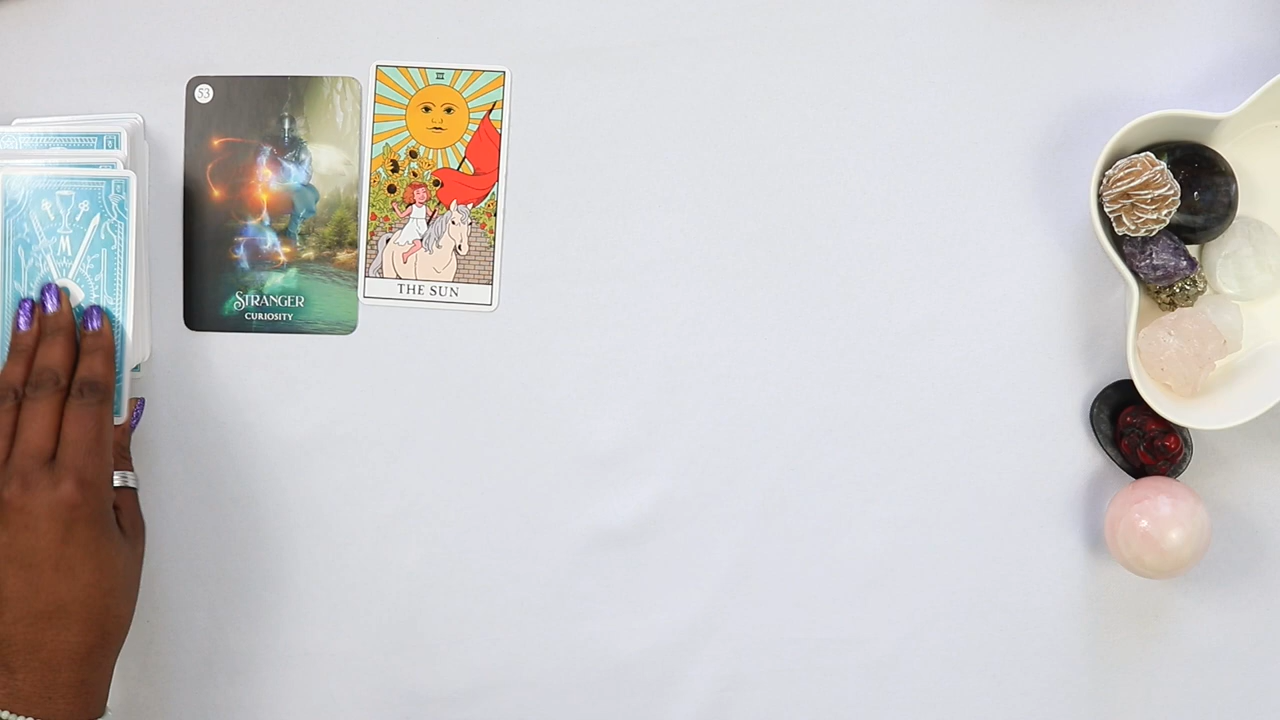 53
STRANGER
CURIOSITY
III
THE SUN
M